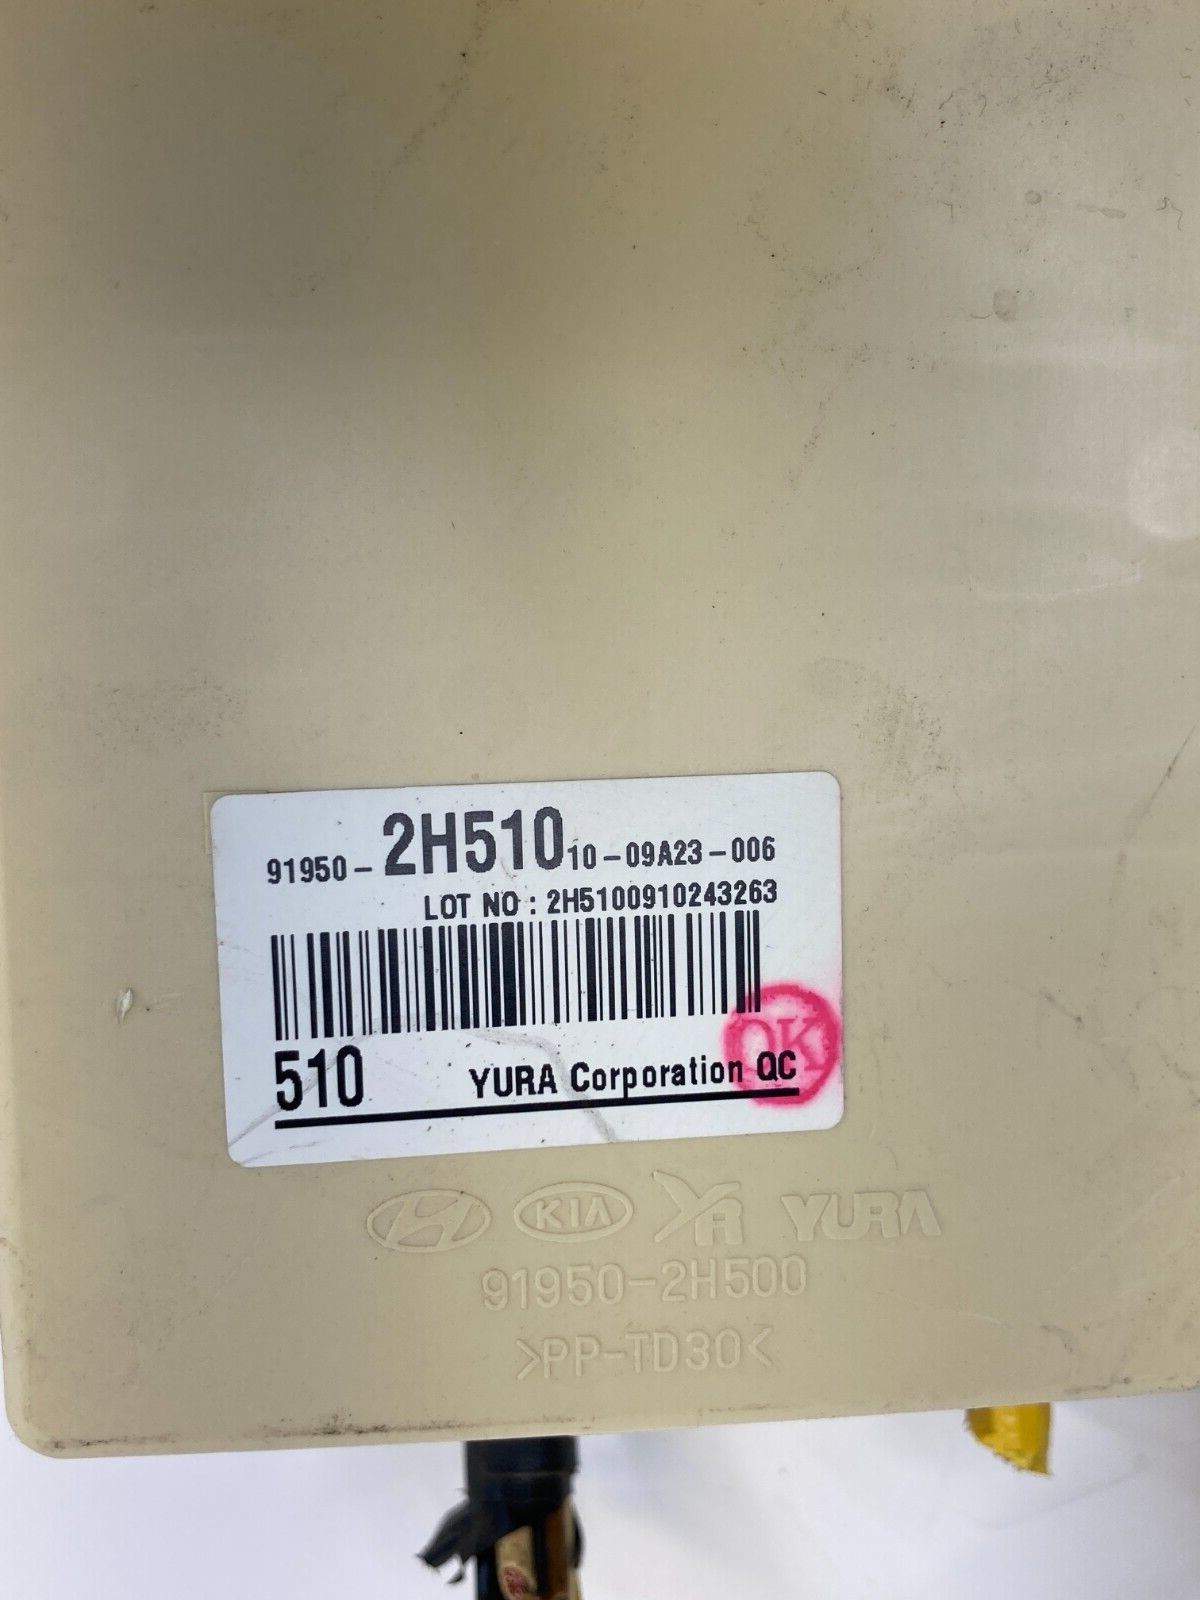 91950-2H510 10-09A23-006
LOT NO : 2H5100910243263
510 YURA Corporation QC
OK
KIA YR YURA
91950-2H500
>PP-TD30<